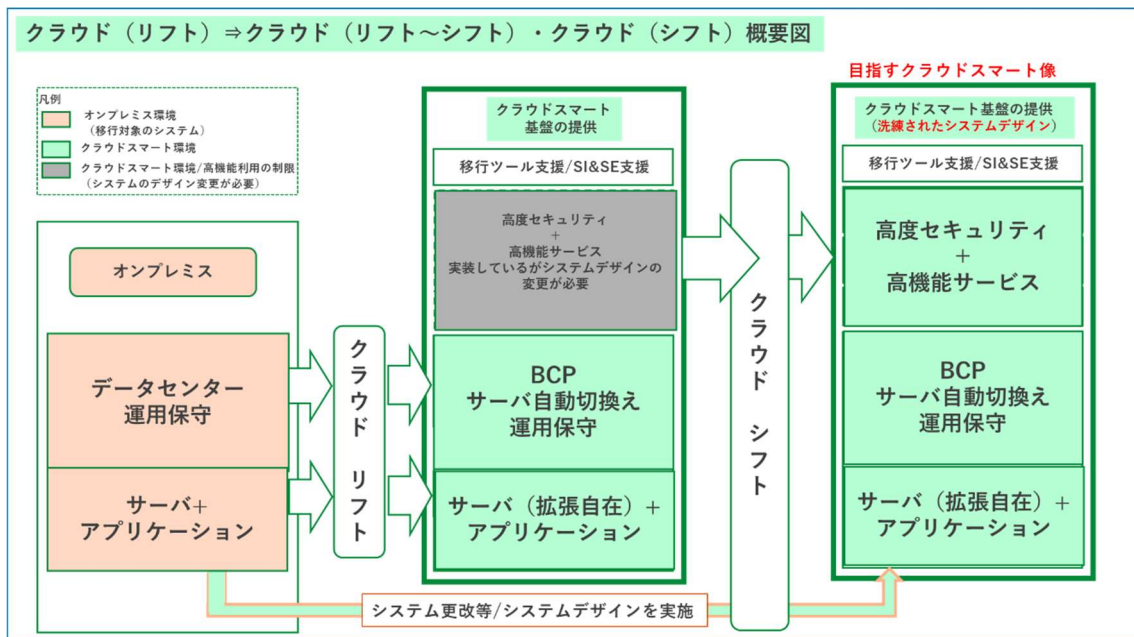 クラウド（リフト）⇒クラウド（リフト～シフト）・クラウド（シフト）概要図
凡例
オンプレミス環境
（移行対象のシステム）
クラウドスマート環境
クラウドスマート環境/高機能利用の制限
（システムのデザイン変更が必要）
オンプレミス
データセンター
運用保守
サーバ+
アプリケーション
クラウド リフト
クラウドスマート
基盤の提供
移行ツール支援/SI&SE支援
高度セキュリティ
+
高機能サービス
実装しているがシステムデザインの
変更が必要
BCP
サーバ自動切換え
運用保守
サーバ（拡張自在）+
アプリケーション
クラウド シフト
目指すクラウドスマート像
クラウドスマート基盤の提供
（洗練されたシステムデザイン）
移行ツール支援/SI&SE支援
高度セキュリティ
+
高機能サービス
BCP
サーバ自動切換え
運用保守
サーバ（拡張自在）+
アプリケーション
システム更改等/システムデザインを実施